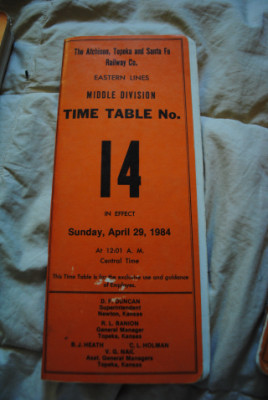 The Atchison, Topeka and Santa Fe
Railway Co.
EASTERN LINES
MIDDLE DIVISION
TIME TABLE No.
14
IN EFFECT
Sunday, April 29, 1984
At 12:01 A. M.
Central Time
This Time Table is for the exclusive use and guidance
of Employes.
D. F. DUNCAN
Superintendent
Newton, Kansas
General Manager
Topeka, Kansas
B. J. HEATH C. L. HOLMAN
Asst. General Managers
Topeka, Kansas